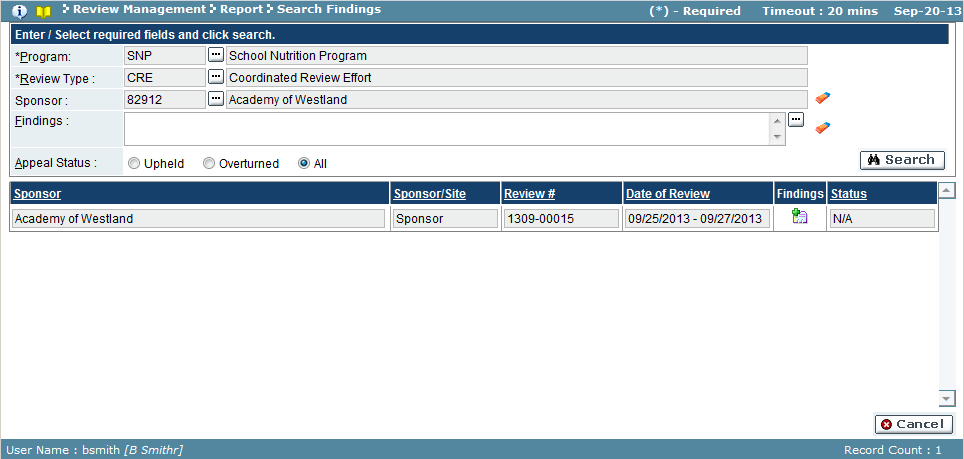 Review Management Report Search Findings (*) - Required Timeout : 20 mins Sep-20-13
Enter / Select required fields and click search.
*Program: SNP ... School Nutrition Program
*Review Type : CRE ... Coordinated Review Effort
Sponsor : 82912 ... Academy of Westland
Findings : ...
Appeal Status : Upheld Overturned All Search
Sponsor Sponsor/Site Review # Date of Review Findings Status
Academy of Westland Sponsor 1309-00015 09/25/2013 - 09/27/2013 N/A
Cancel
User Name : bsmith [B Smithr] Record Count : 1